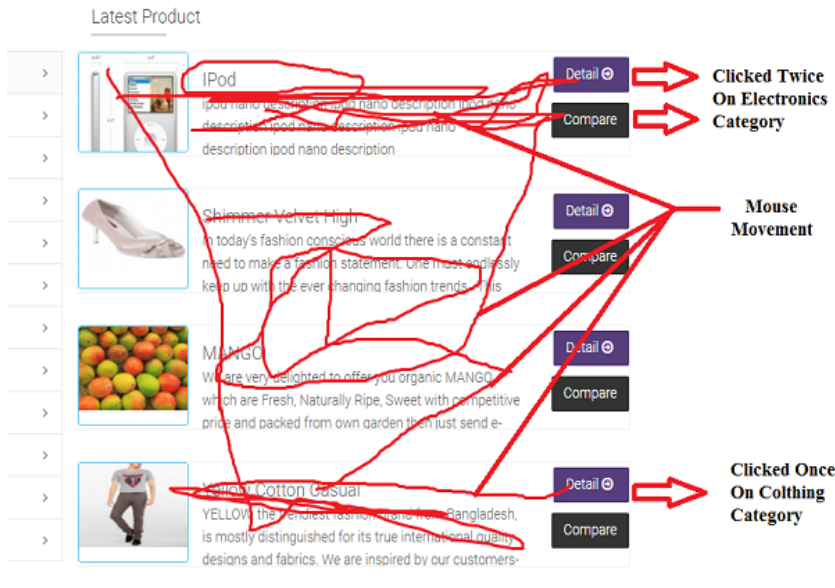 Latest Product
IPod
Detail
Clicked Twice
On Electronics
Category
ipod nano description ipod nano description ipod nano
Compare
description ipod nano description ipod nano
description ipod nano description
Shimmer Velvet High
Detail
Mouse
Movement
In today's fashion conscious world there is a constant
need to make a fashion statement. One must endlessly
Compare
keep up with the ever changing fashion trends. This
MANGO
Detail
We are very delighted to offer you organic MANGO
Compare
which are Fresh, Naturally Ripe, Sweet with competitive
price and packed from own garden then just send e-
Yellow Cotton Casual
Detail
Clicked Once
On Colthing
Category
YELLOW, the trendiest fashion brand from Bangladesh,
Compare
is mostly distinguished for its true international quality
designs and fabrics. We are inspired by our customers-